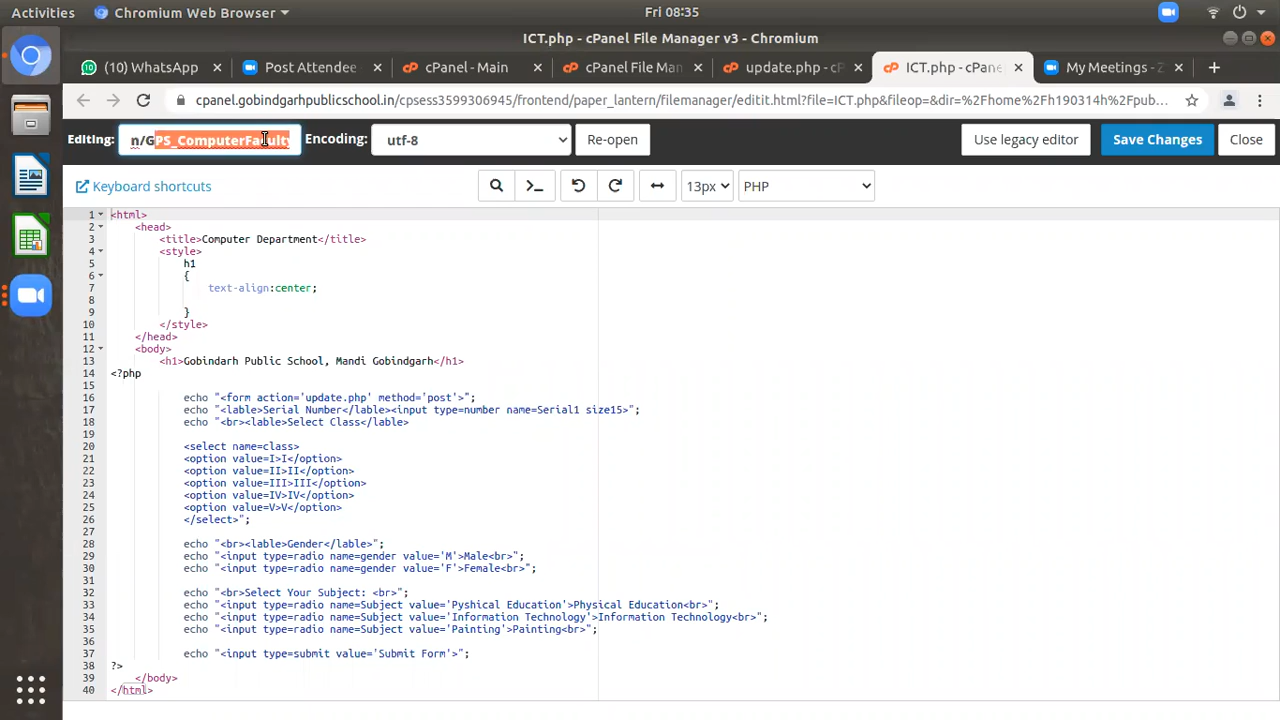 Activities
Chromium Web Browser
Fri 08:35
ICT.php - cPanel File Manager v3 - Chromium
(10) WhatsApp
Post Attendee
cPanel - Main
cPanel File Man
update.php - cP
ICT.php - cPane
My Meetings - Z
cpanel.gobindgarhpublicschool.in/cpsess3599306945/frontend/paper_lantern/filemanager/editit.html?file=ICT.php&fileop=&dir=%2Fhome%2Fh190314h%2Fpub...
Editing:
n/GPS_ComputerFaculty
Encoding:
utf-8
Re-open
Use legacy editor
Save Changes
Close
Keyboard shortcuts
13px
PHP
1 <html>
2 <head>
3 <title>Computer Department</title>
4 <style>
5 h1
6 {
7 text-align:center;
8
9 }
10 </style>
11 </head>
12 <body>
13 <h1>Gobindarh Public School, Mandi Gobindgarh</h1>
14 <?php
15
16 echo "<form action='update.php' method='post'>";
17 echo "<lable>Serial Number</lable><input type=number name=Serial1 size15>";
18 echo "<br><lable>Select Class</lable>
19
20 <select name=class>
21 <option value=I>I</option>
22 <option value=II>II</option>
23 <option value=III>III</option>
24 <option value=IV>IV</option>
25 <option value=V>V</option>
26 </select>";
27
28 echo "<br><lable>Gender</lable>";
29 echo "<input type=radio name=gender value='M'>Male<br>";
30 echo "<input type=radio name=gender value='F'>Female<br>";
31
32 echo "<br>Select Your Subject: <br>";
33 echo "<input type=radio name=Subject value='Pyshical Education'>Physical Education<br>";
34 echo "<input type=radio name=Subject value='Information Technology'>Information Technology<br>";
35 echo "<input type=radio name=Subject value='Painting'>Painting<br>";
36
37 echo "<input type=submit value='Submit Form'>";
38 ?>
39 </body>
40 </html>